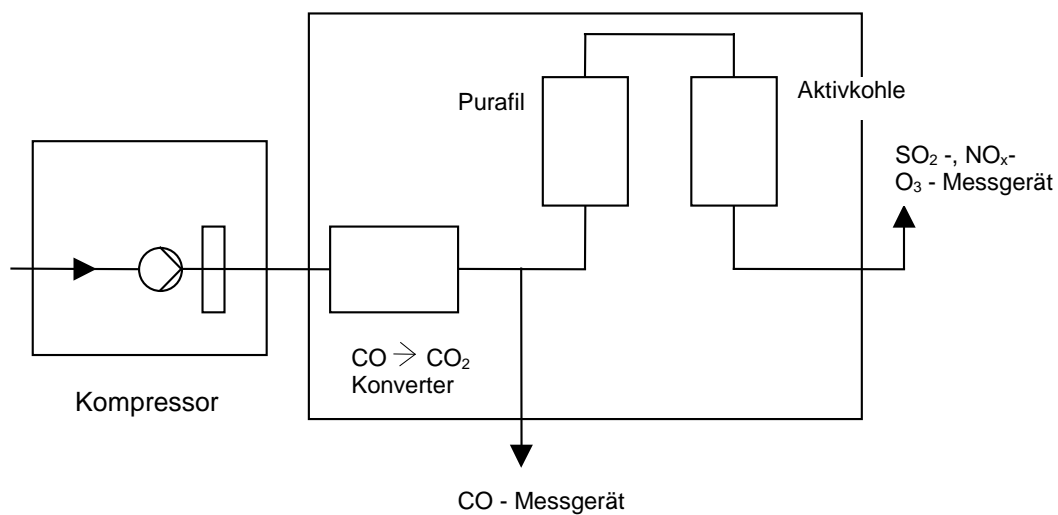 Purafil
Aktivkohle
SO₂ -, NOₓ-
O₃ - Messgerät
CO → CO₂
Konverter
Kompressor
CO - Messgerät